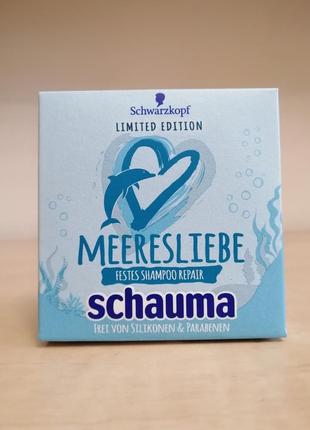 Schwarzkopf
LIMITED EDITION
MEERESLIEBE
FESTES SHAMPOO REPAIR
schauma
FREI VON SILIKONEN & PARABENEN